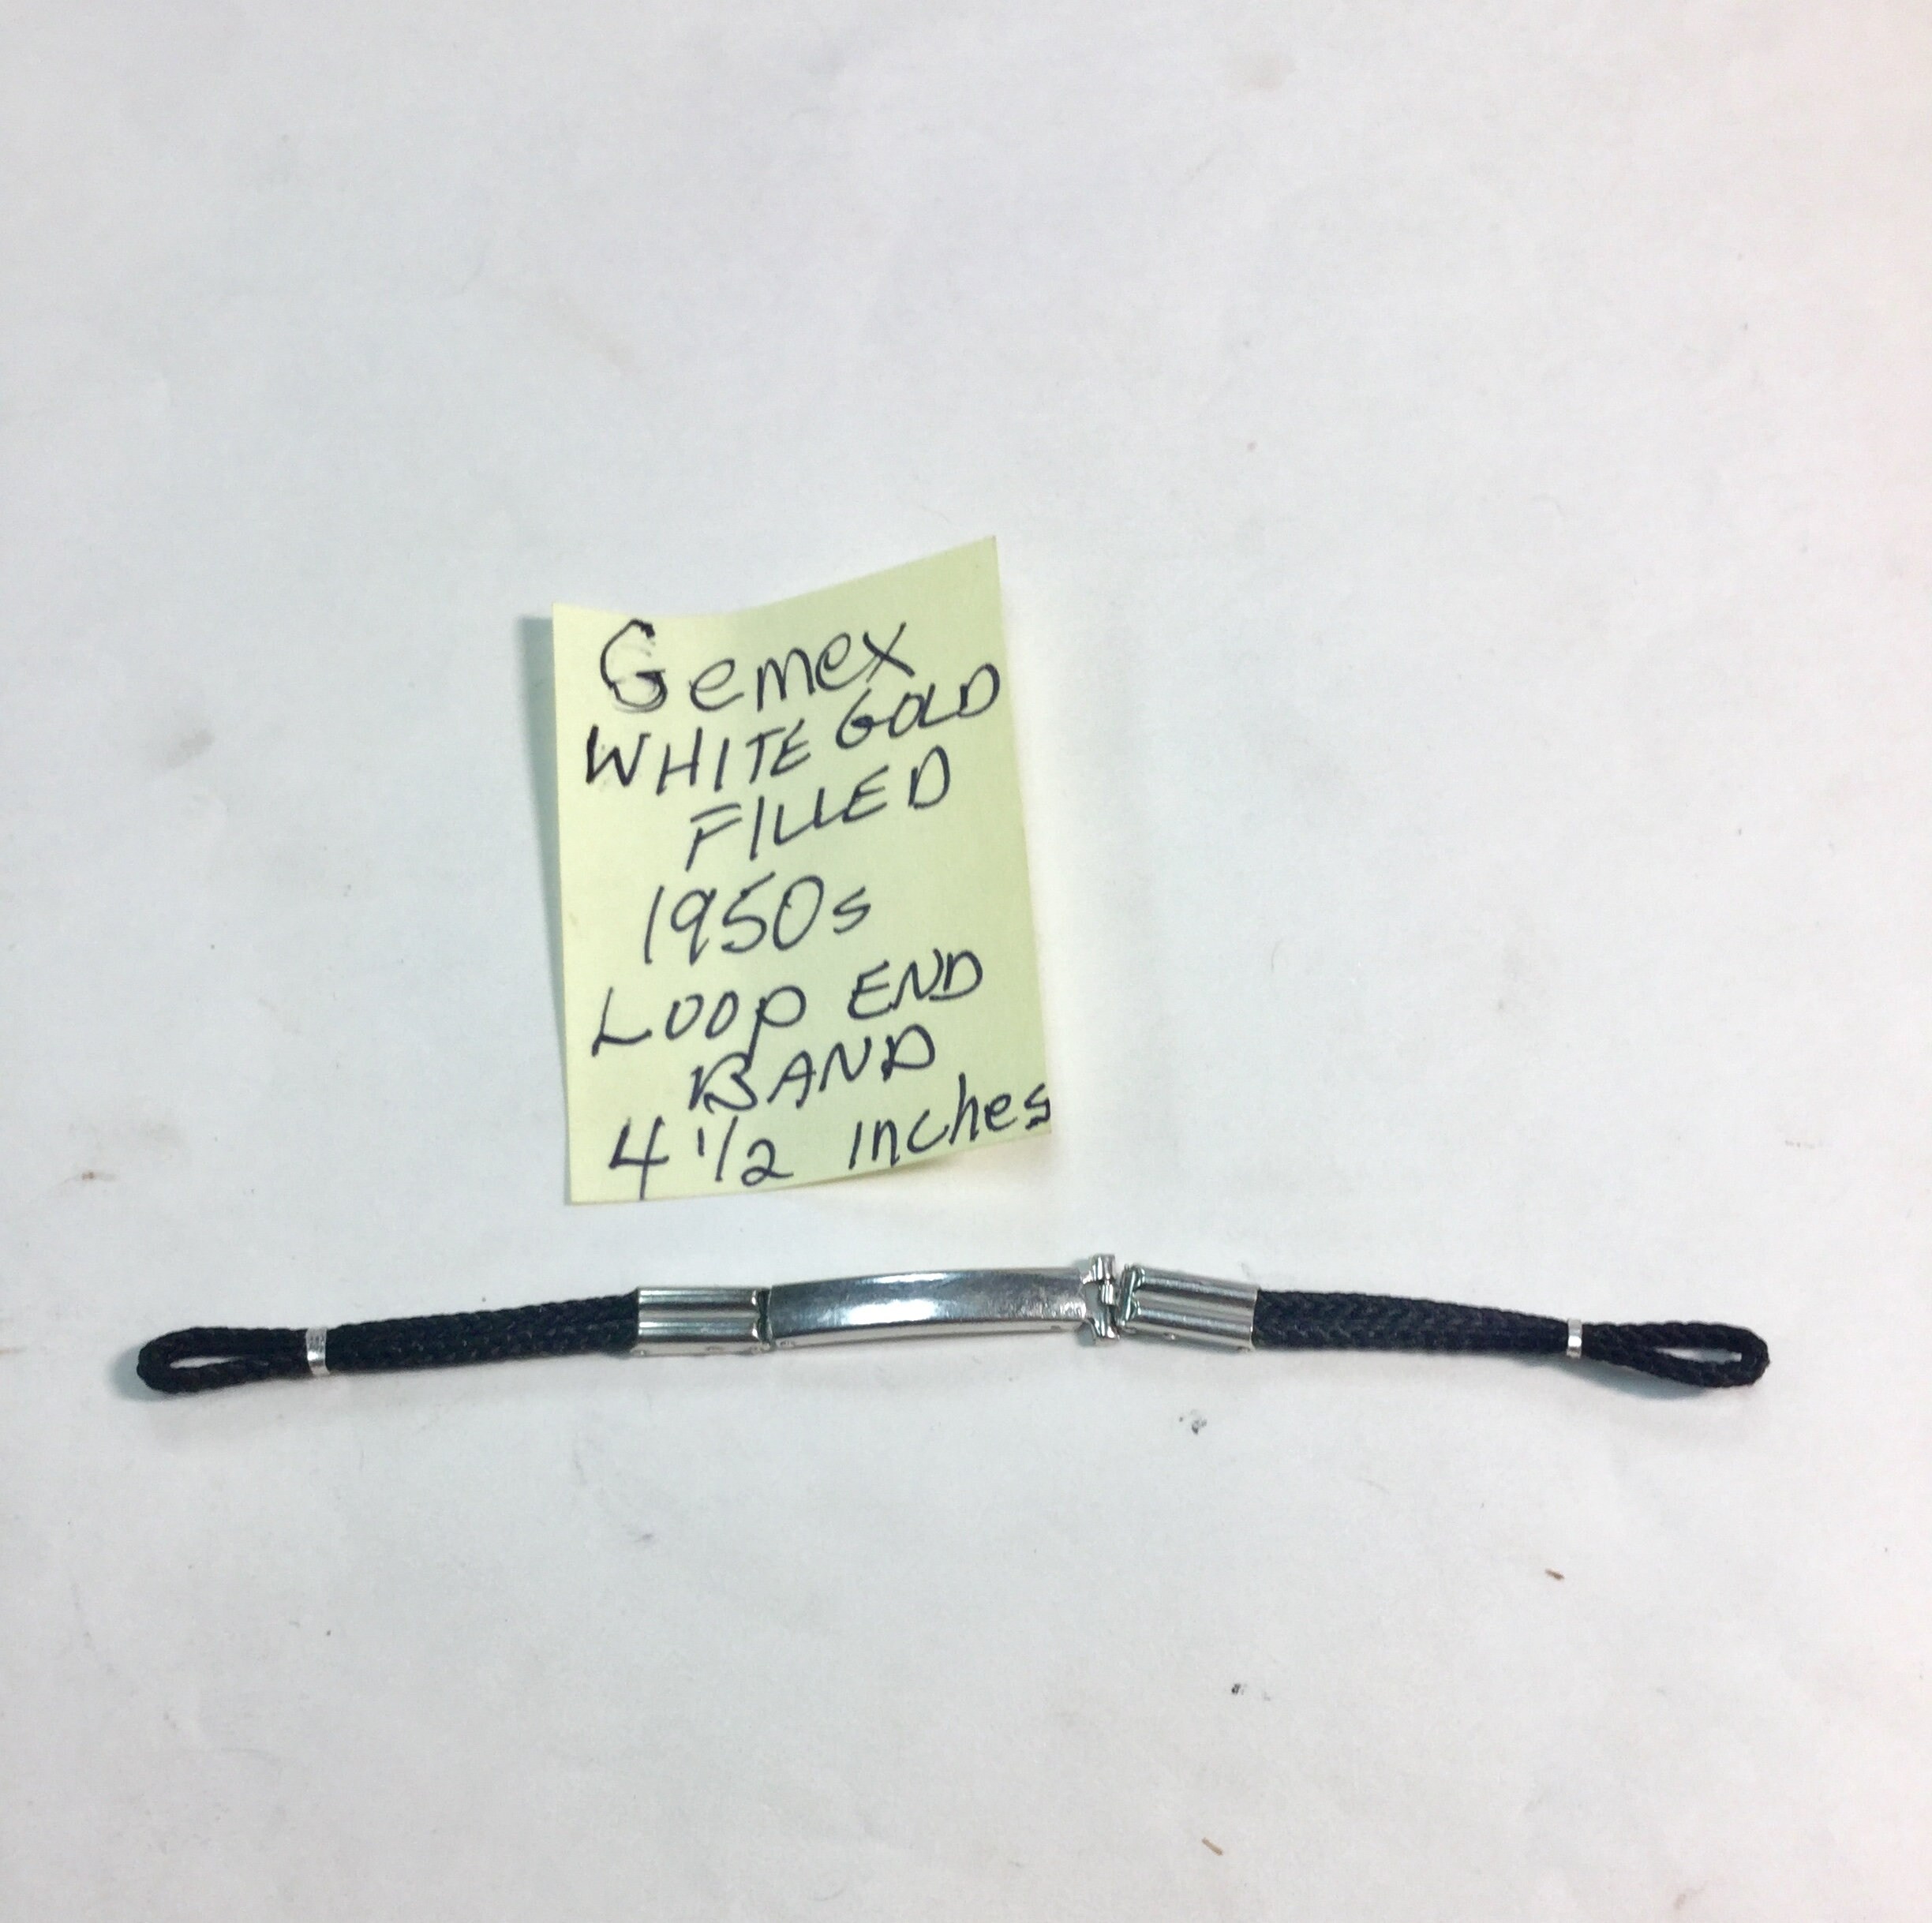 Gemex
WHITE GOLD
FILLED
1950s
LOOP END
BAND
4 1/2 inches